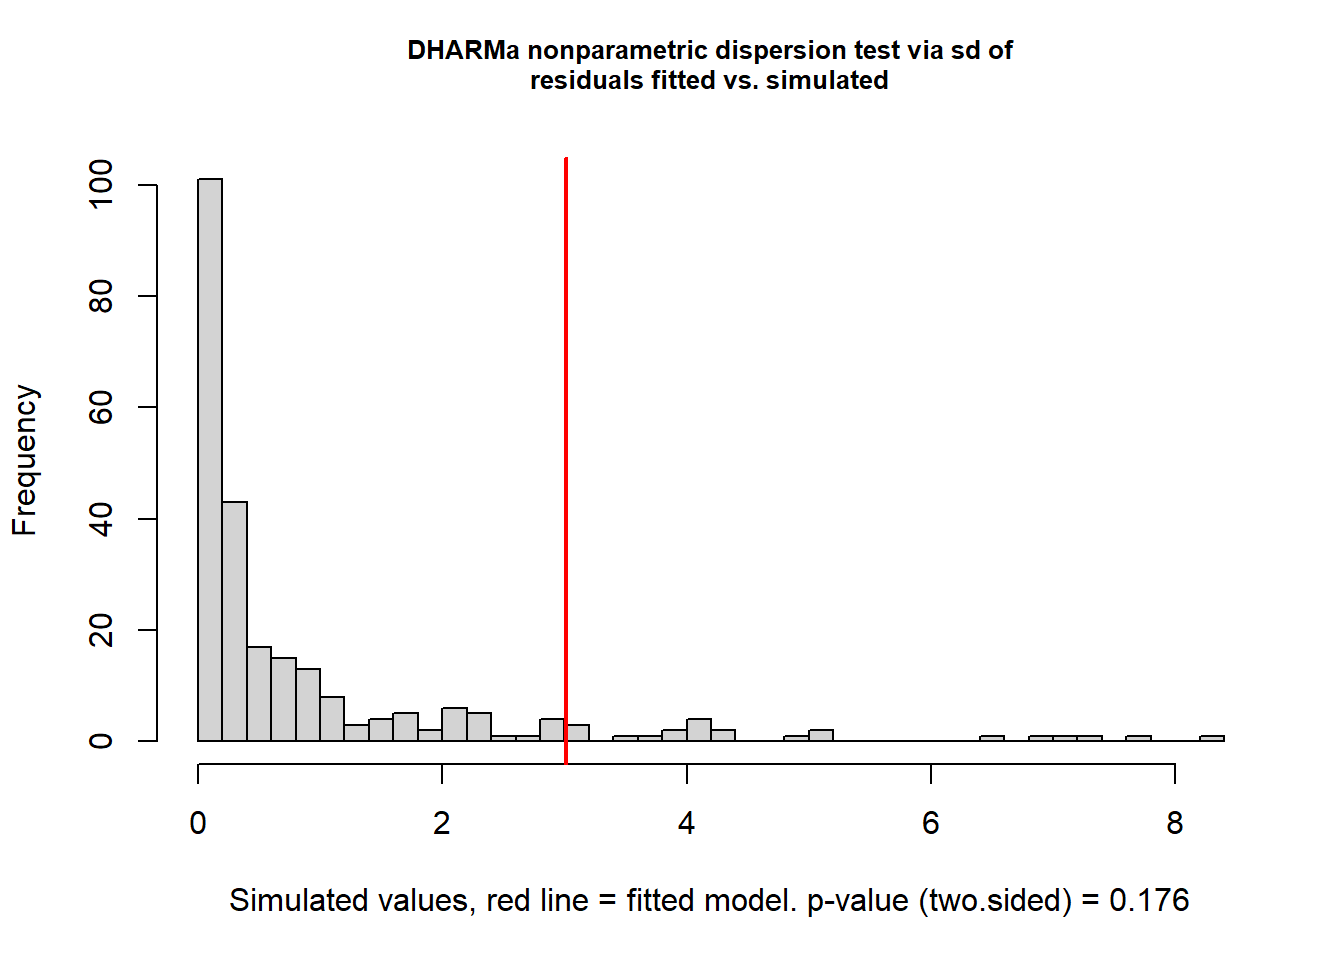 DHARMa nonparametric dispersion test via sd of
residuals fitted vs. simulated
100
80
60
40
20
0
Frequency
0 2 4 6 8
Simulated values, red line = fitted model. p-value (two.sided) = 0.176